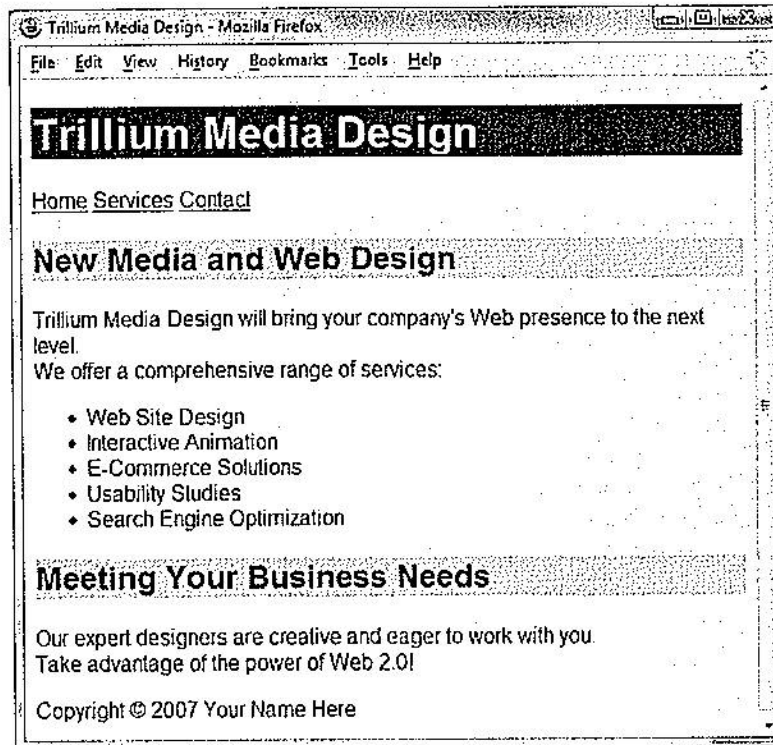 Trillium Media Design - Mozilla Firefox
File Edit View History Bookmarks Tools Help
Trillium Media Design
Home Services Contact
New Media and Web Design
Trillium Media Design will bring your company's Web presence to the next
level.
We offer a comprehensive range of services:
• Web Site Design
• Interactive Animation
• E-Commerce Solutions
• Usability Studies
• Search Engine Optimization
Meeting Your Business Needs
Our expert designers are creative and eager to work with you.
Take advantage of the power of Web 2.0!
Copyright © 2007 Your Name Here